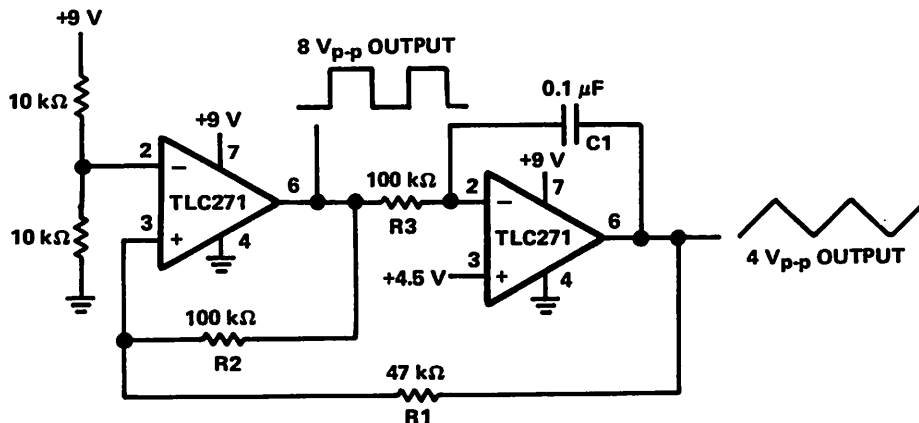 +9 V
8 Vp-p OUTPUT
10 kΩ
+9 V
7
2
−
TLC271
6
3
+
4
10 kΩ
100 kΩ
R3
0.1 μF
C1
+9 V
7
2
−
TLC271
6
3
+
4
+4.5 V
4 Vp-p OUTPUT
100 kΩ
R2
47 kΩ
R1